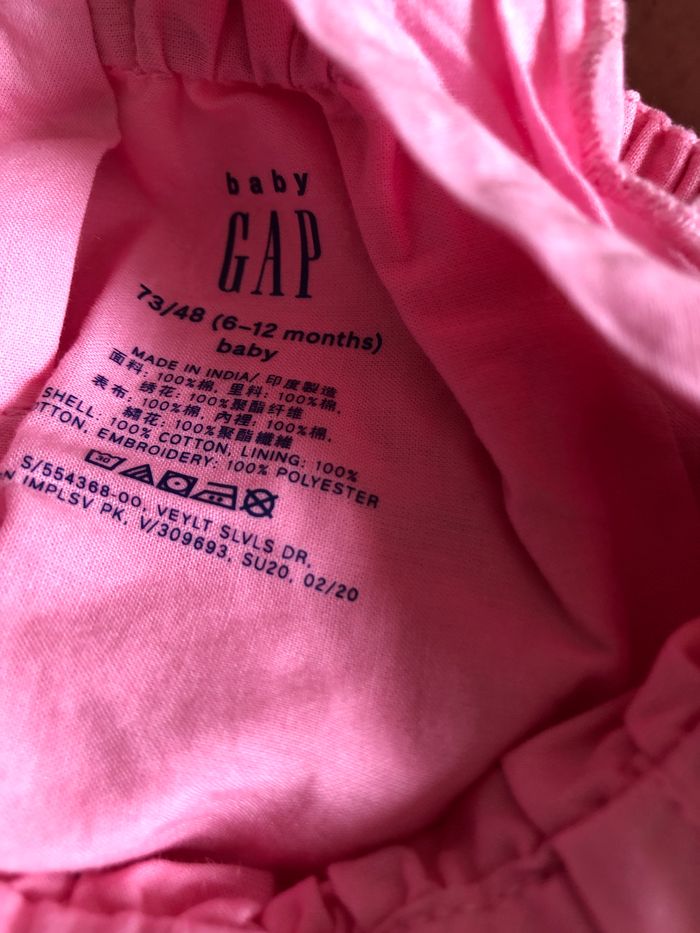 baby
GAP
73/48 (6–12 months)
baby
MADE IN INDIA/ 印度製造
面料: 100%棉, 里料: 100%棉,
绣花: 100%聚酯纤维
表布: 100%棉, 內裡: 100%棉,
繡花: 100%聚酯纖維
SHELL: 100% COTTON, LINING: 100%
COTTON, EMBROIDERY: 100% POLYESTER
30
S/554368-00, VEYLT SLVLS DR,
IMPLSV PK, V/309693, SU20, 02/20